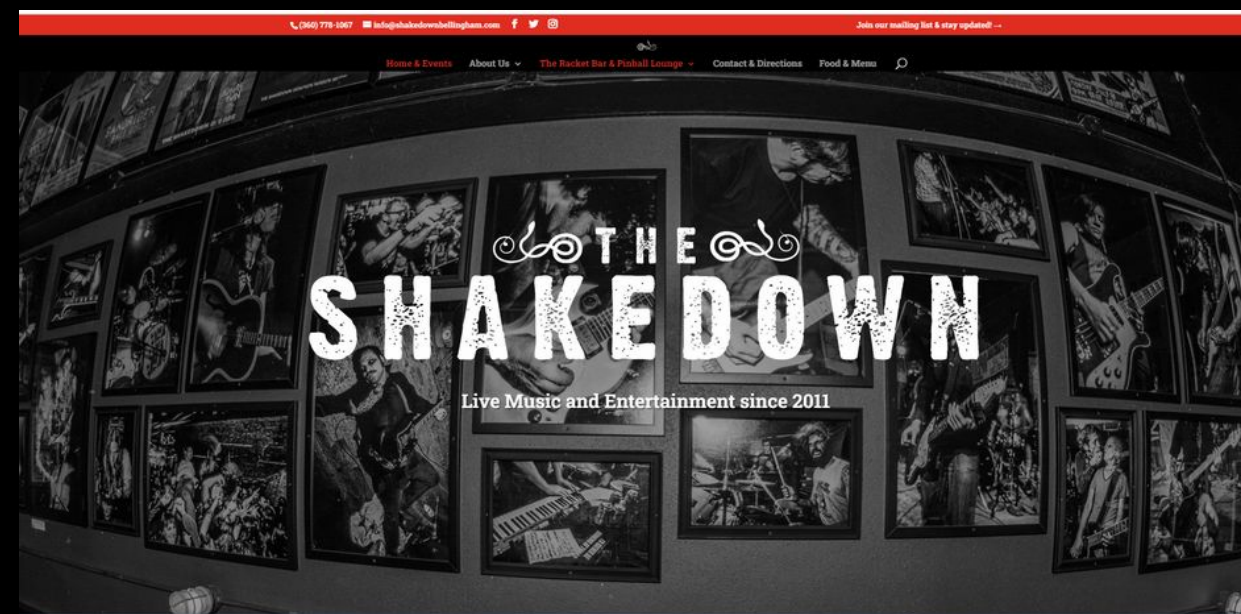 (360) 778-1067 info@shakedownbellingham.com Join our mailing list & stay updated! →
Home & Events About Us The Racket Bar & Pinball Lounge Contact & Directions Food & Menu
THE
SHAKEDOWN
Live Music and Entertainment since 2011